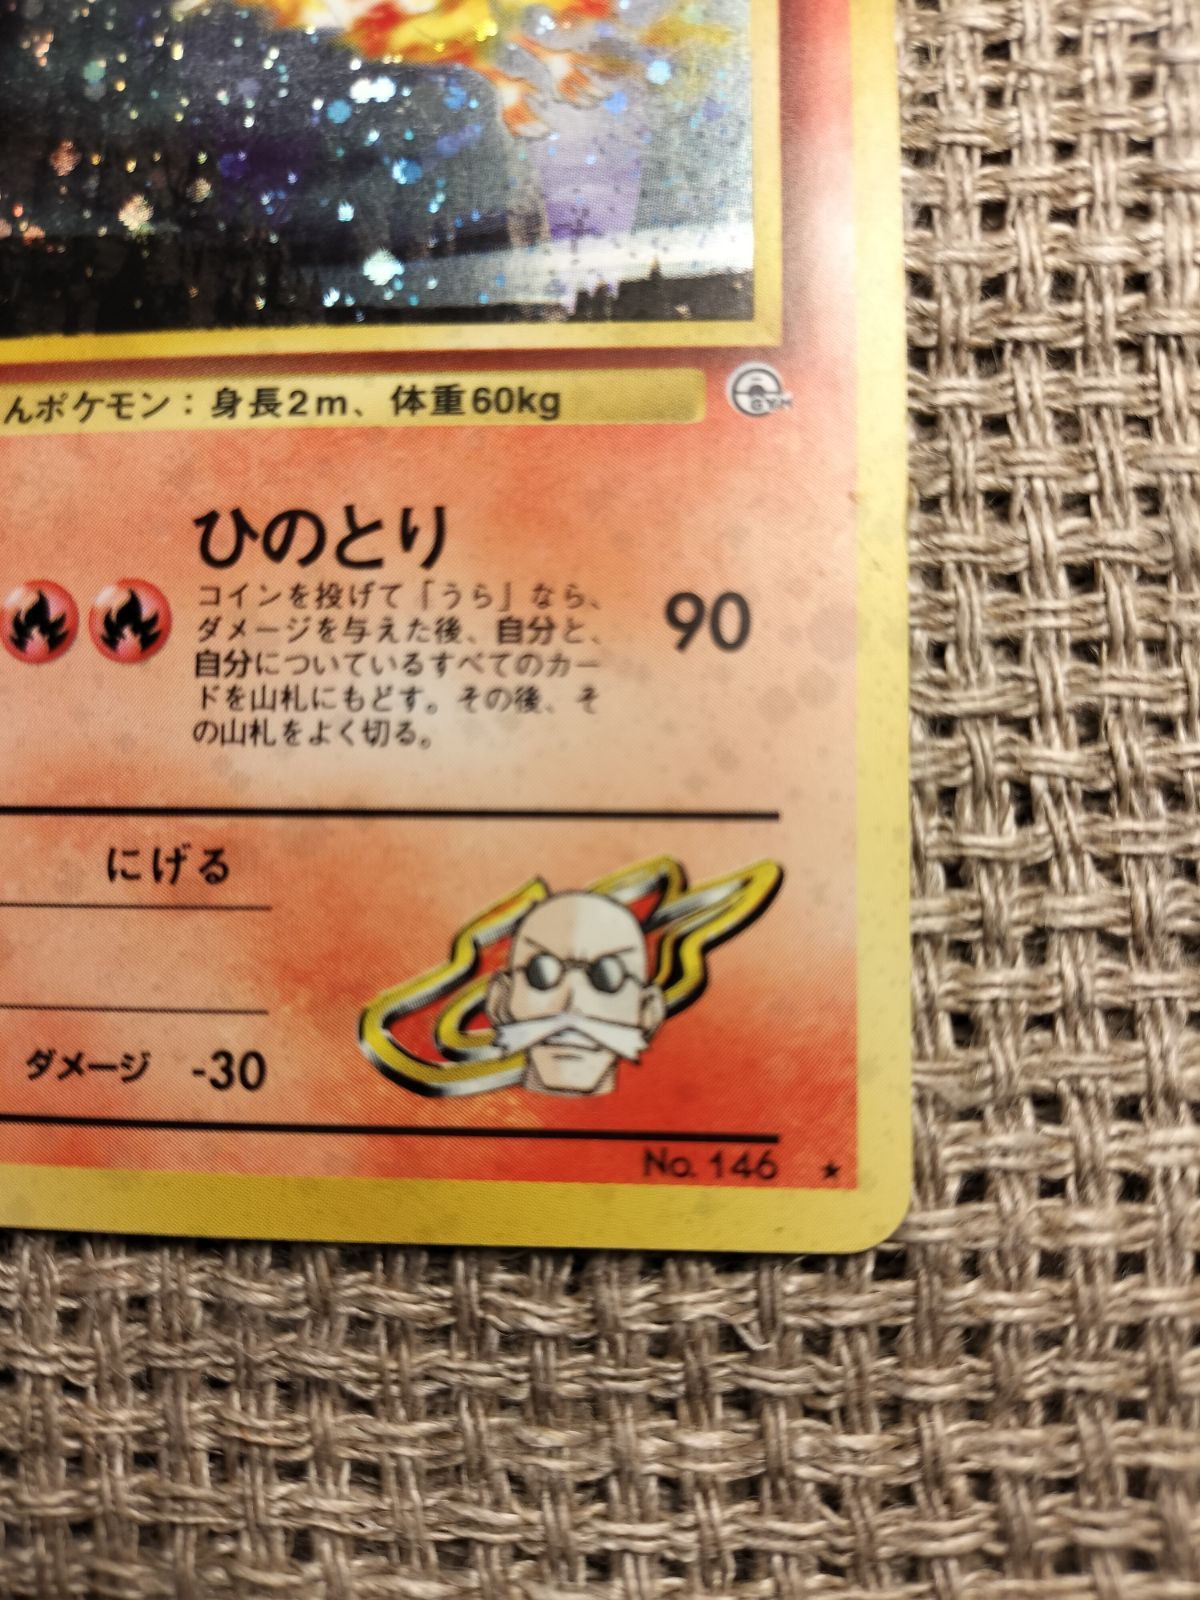 んポケモン：身長2m、体重60kg
GYM
ひのとり
コインを投げて「うら」なら、
ダメージを与えた後、自分と、
自分についているすべてのカー
ドを山札にもどす。その後、そ
の山札をよく切る。
90
にげる
ダメージ -30
No. 146 ★